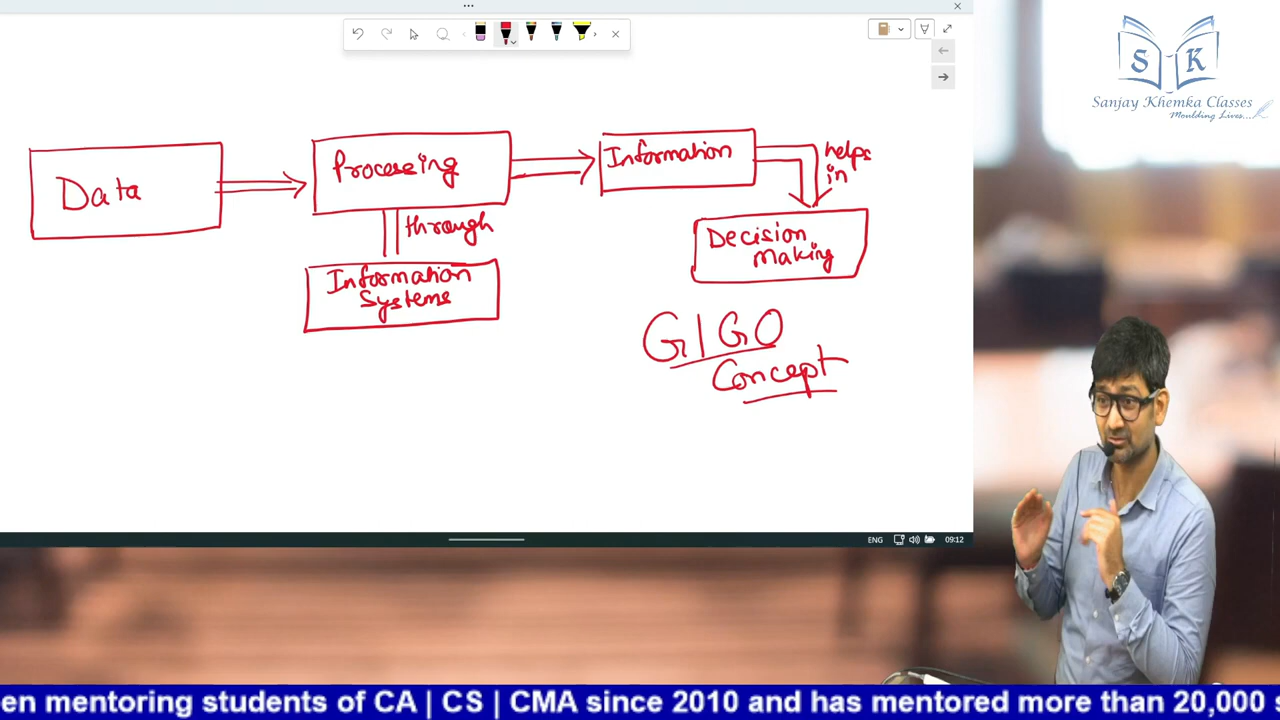 S K
Sanjay Khemka Classes
Moulding Lives....
Data
Processing
Information
helps
in
through
Decision
Making
Information
Systems
GIGO
Concept
ENG
09:12
en mentoring students of CA | CS | CMA since 2010 and has mentored more than 20,000